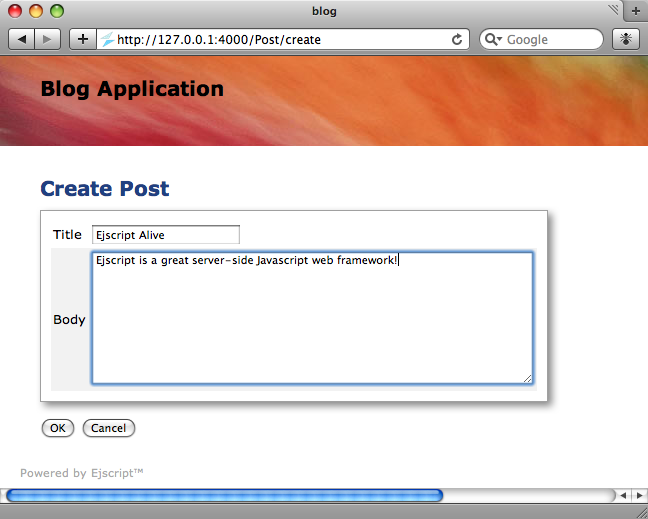 blog
http://127.0.0.1:4000/Post/create
Google
Blog Application
Create Post
Title
Ejscript Alive
Ejscript is a great server-side Javascript web framework!
Body
OK
Cancel
Powered by Ejscript™